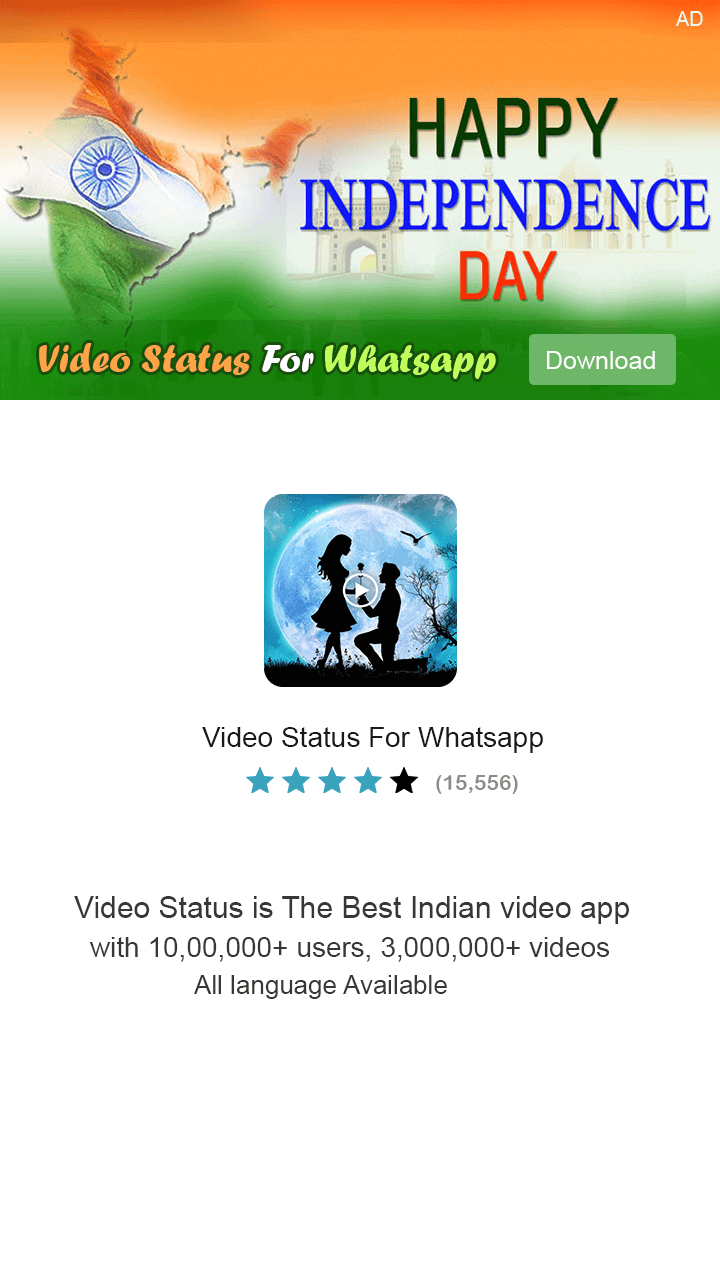 AD
HAPPY
INDEPENDENCE
DAY
Video Status For Whatsapp
Download
Video Status For Whatsapp
(15,556)
Video Status is The Best Indian video app
with 10,00,000+ users, 3,000,000+ videos
All language Available